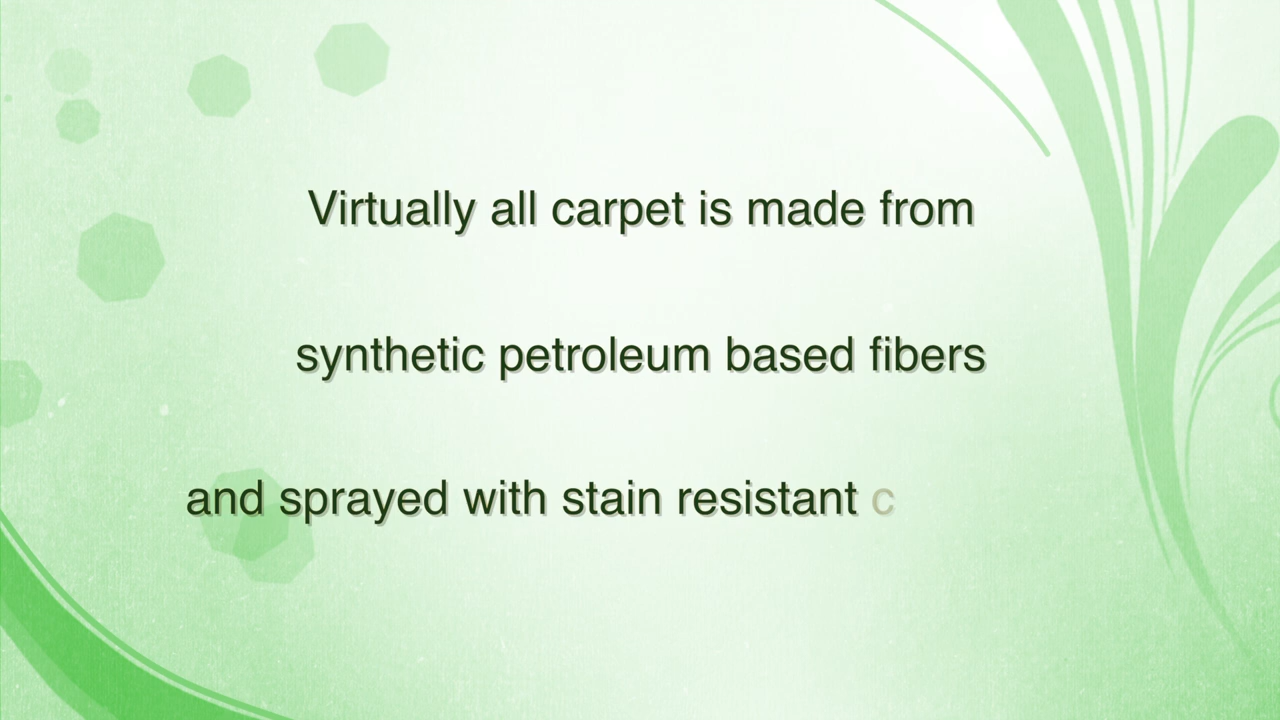 Virtually all carpet is made from
synthetic petroleum based fibers
and sprayed with stain resistant c